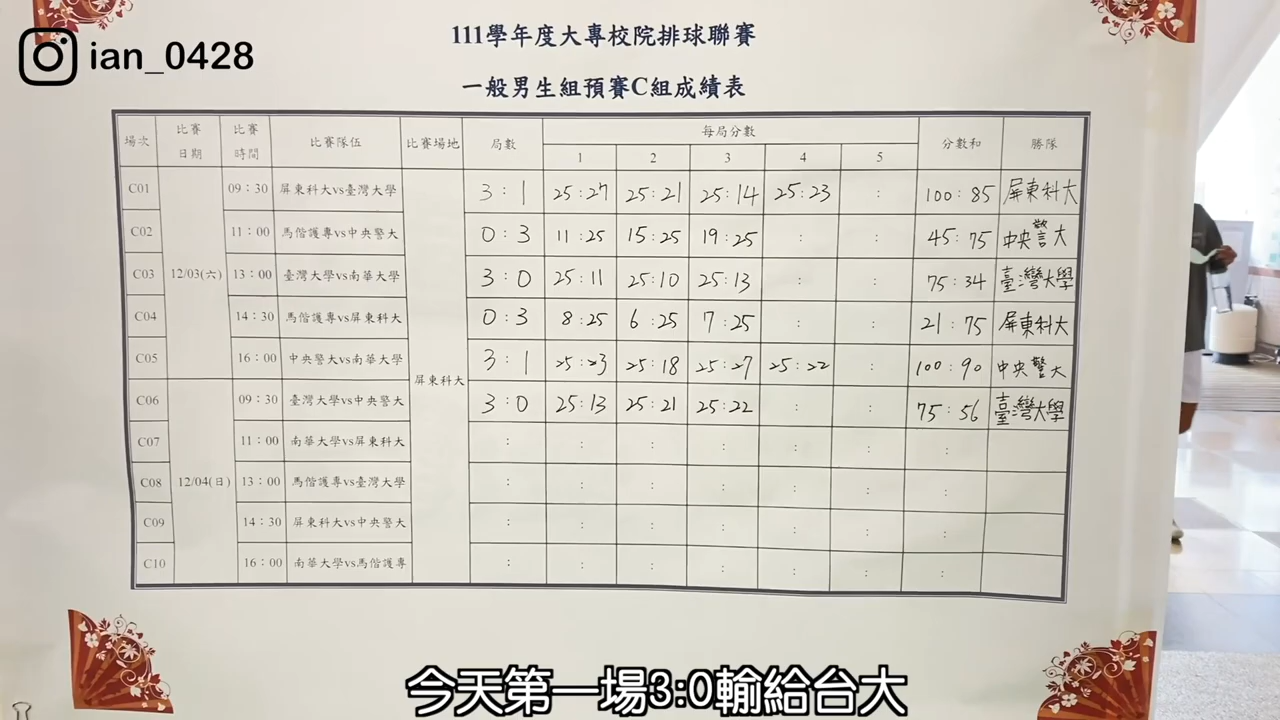 ian_0428
111學年度大專校院排球聯賽
一般男生組預賽C組成績表
場次 比賽日期 比賽時間 比賽隊伍 比賽場地 局數 每局分數 分數和 勝隊
1 2 3 4 5
C01 12/03(六) 09:30 屏東科大vs臺灣大學 屏東科大 3:1 25:27 25:21 25:14 25:23 : 100:85 屏東科大
C02 11:00 馬偕護專vs中央警大 0:3 11:25 15:25 19:25 : : 45:75 中央警大
C03 13:00 臺灣大學vs南華大學 3:0 25:11 25:10 25:13 : : 75:34 臺灣大學
C04 14:30 馬偕護專vs屏東科大 0:3 8:25 6:25 7:25 : : 21:75 屏東科大
C05 16:00 中央警大vs南華大學 3:1 25:23 25:18 25:27 25:22 : 100:90 中央警大
C06 12/04(日) 09:30 臺灣大學vs中央警大 3:0 25:13 25:21 25:22 : : 75:56 臺灣大學
C07 11:00 南華大學vs屏東科大 : : : : : : :
C08 13:00 馬偕護專vs臺灣大學 : : : : : : :
C09 14:30 屏東科大vs中央警大 : : : : : : :
C10 16:00 南華大學vs馬偕護專 : : : : : : :
今天第一場3:0輸給台大